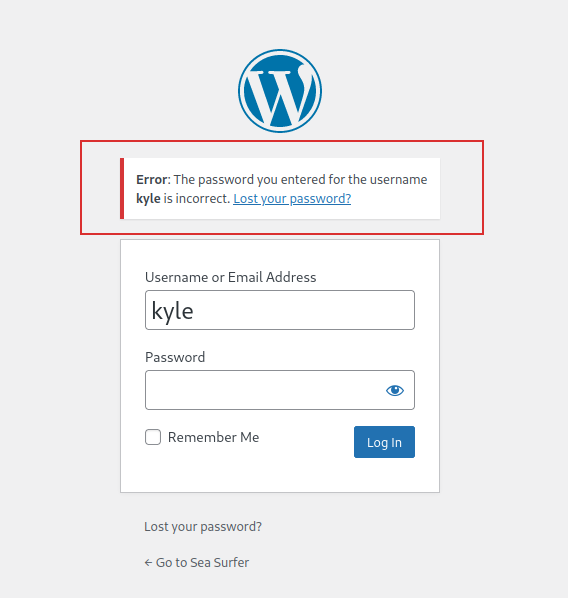 Error: The password you entered for the username
kyle is incorrect. Lost your password?
Username or Email Address
kyle
Password
Remember Me
Log In
Lost your password?
← Go to Sea Surfer